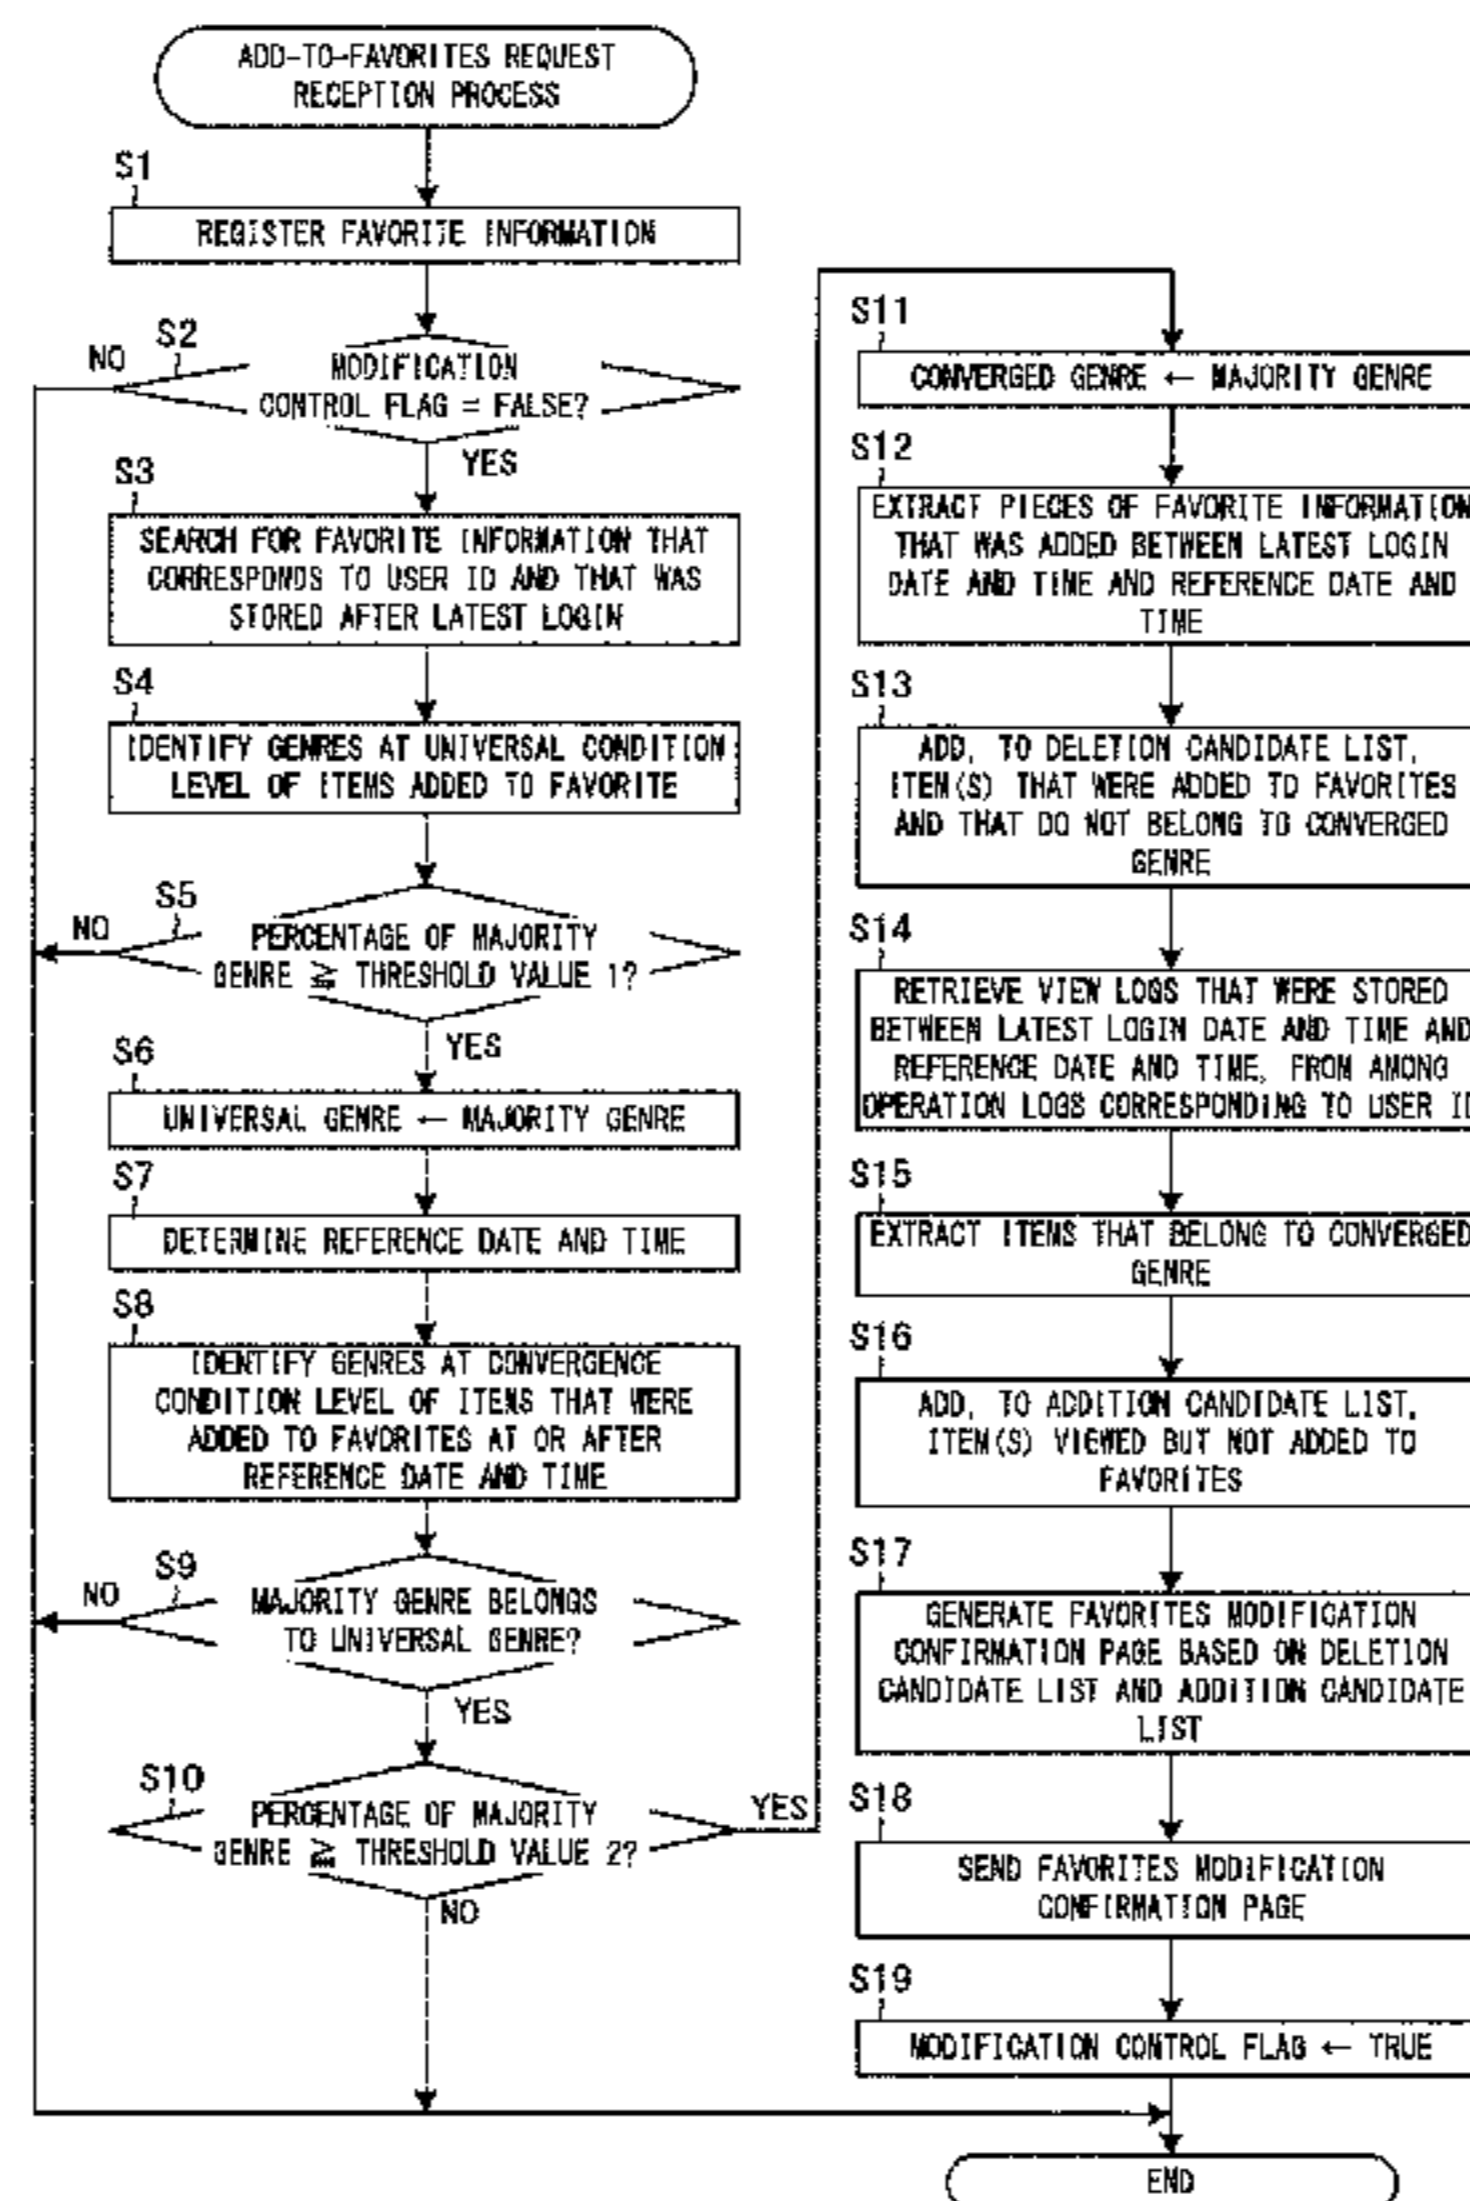 ADD-TO-FAVORITES REQUEST
RECEPTION PROCESS
S1
REGISTER FAVORITE INFORMATION
S2
NO
MODIFICATION
CONTROL FLAG = FALSE?
YES
S3
SEARCH FOR FAVORITE INFORMATION THAT
CORRESPONDS TO USER ID AND THAT WAS
STORED AFTER LATEST LOGIN
S4
IDENTIFY GENRES AT UNIVERSAL CONDITION
LEVEL OF ITEMS ADDED TO FAVORITE
S5
NO
PERCENTAGE OF MAJORITY
GENRE ≧ THRESHOLD VALUE 1?
YES
S6
UNIVERSAL GENRE ← MAJORITY GENRE
S7
DETERMINE REFERENCE DATE AND TIME
S8
IDENTIFY GENRES AT CONVERGENCE
CONDITION LEVEL OF ITEMS THAT WERE
ADDED TO FAVORITES AT OR AFTER
REFERENCE DATE AND TIME
S9
NO
MAJORITY GENRE BELONGS
TO UNIVERSAL GENRE?
YES
S10
PERCENTAGE OF MAJORITY
GENRE ≧ THRESHOLD VALUE 2?
YES
NO
S11
CONVERGED GENRE ← MAJORITY GENRE
S12
EXTRACT PIECES OF FAVORITE INFORMATION
THAT WAS ADDED BETWEEN LATEST LOGIN
DATE AND TIME AND REFERENCE DATE AND
TIME
S13
ADD, TO DELETION CANDIDATE LIST,
ITEM(S) THAT WERE ADDED TO FAVORITES
AND THAT DO NOT BELONG TO CONVERGED
GENRE
S14
RETRIEVE VIEW LOGS THAT WERE STORED
BETWEEN LATEST LOGIN DATE AND TIME AND
REFERENCE DATE AND TIME, FROM AMONG
OPERATION LOGS CORRESPONDING TO USER ID
S15
EXTRACT ITEMS THAT BELONG TO CONVERGED
GENRE
S16
ADD, TO ADDITION CANDIDATE LIST,
ITEM(S) VIEWED BUT NOT ADDED TO
FAVORITES
S17
GENERATE FAVORITES MODIFICATION
CONFIRMATION PAGE BASED ON DELETION
CANDIDATE LIST AND ADDITION CANDIDATE
LIST
S18
SEND FAVORITES MODIFICATION
CONFIRMATION PAGE
S19
MODIFICATION CONTROL FLAG ← TRUE
END